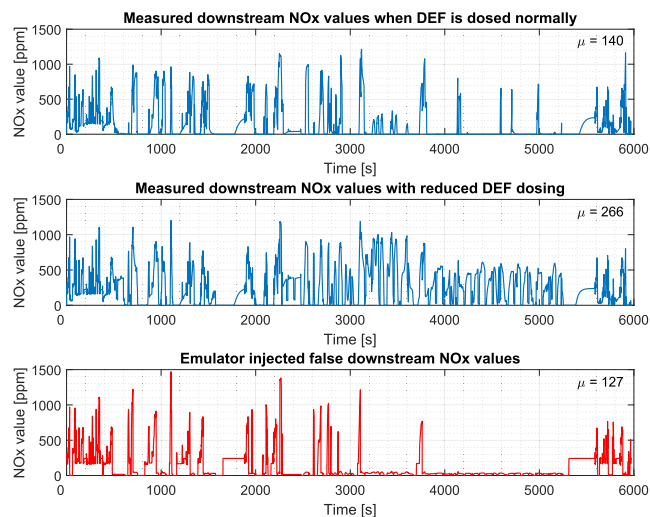 Measured downstream NOx values when DEF is dosed normally
1500
1000
500
0
NOx value [ppm]
μ = 140
0 1000 2000 3000 4000 5000 6000
Time [s]
Measured downstream NOx values with reduced DEF dosing
1500
1000
500
0
NOx value [ppm]
μ = 266
0 1000 2000 3000 4000 5000 6000
Time [s]
Emulator injected false downstream NOx values
1500
1000
500
0
NOx value [ppm]
μ = 127
0 1000 2000 3000 4000 5000 6000
Time [s]